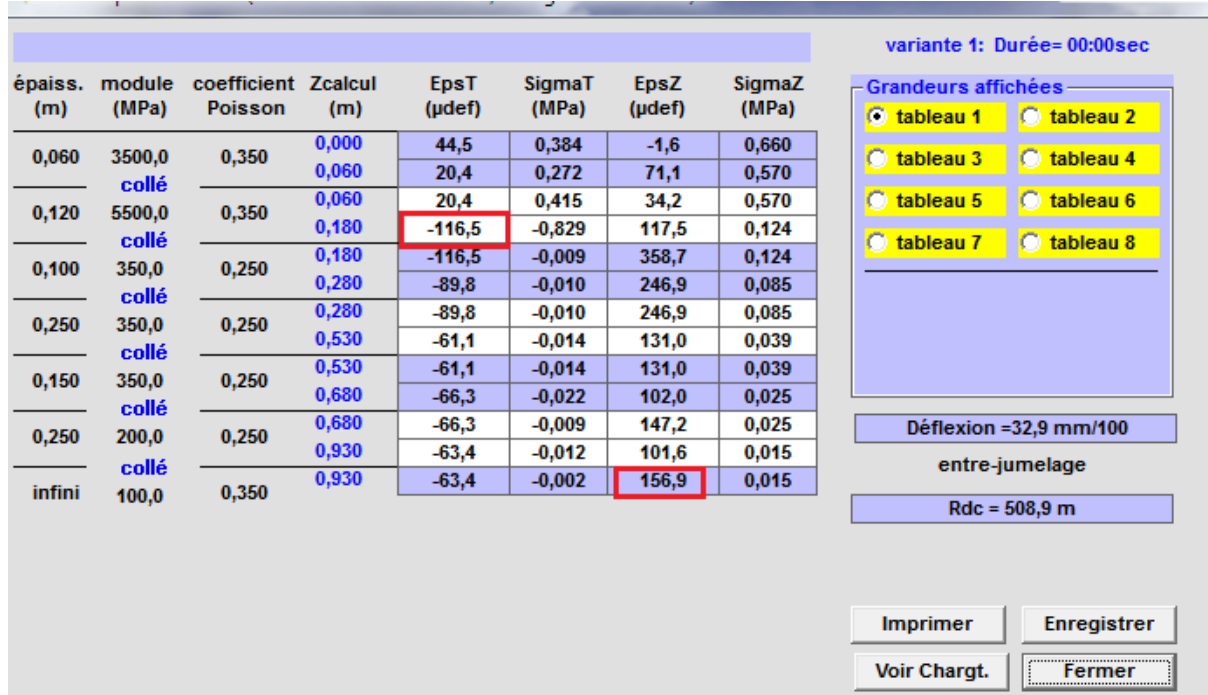 variante 1: Durée= 00:00sec
épaiss. module coefficient Zcalcul EpsT SigmaT EpsZ SigmaZ
(m) (MPa) Poisson (m) (µdef) (MPa) (µdef) (MPa)
0,000 44,5 0,384 -1,6 0,660
0,060 3500,0 0,350
0,060 20,4 0,272 71,1 0,570
collé
0,060 20,4 0,415 34,2 0,570
0,120 5500,0 0,350
0,180 -116,5 -0,829 117,5 0,124
collé
0,180 -116,5 -0,009 358,7 0,124
0,100 350,0 0,250
0,280 -89,8 -0,010 246,9 0,085
collé
0,280 -89,8 -0,010 246,9 0,085
0,250 350,0 0,250
0,530 -61,1 -0,014 131,0 0,039
collé
0,530 -61,1 -0,014 131,0 0,039
0,150 350,0 0,250
0,680 -66,3 -0,022 102,0 0,025
collé
0,680 -66,3 -0,009 147,2 0,025
0,250 200,0 0,250
0,930 -63,4 -0,012 101,6 0,015
collé
0,930 -63,4 -0,002 156,9 0,015
infini 100,0 0,350
Grandeurs affichées
tableau 1 tableau 2
tableau 3 tableau 4
tableau 5 tableau 6
tableau 7 tableau 8
Déflexion =32,9 mm/100
entre-jumelage
Rdc = 508,9 m
Imprimer Enregistrer
Voir Chargt. Fermer